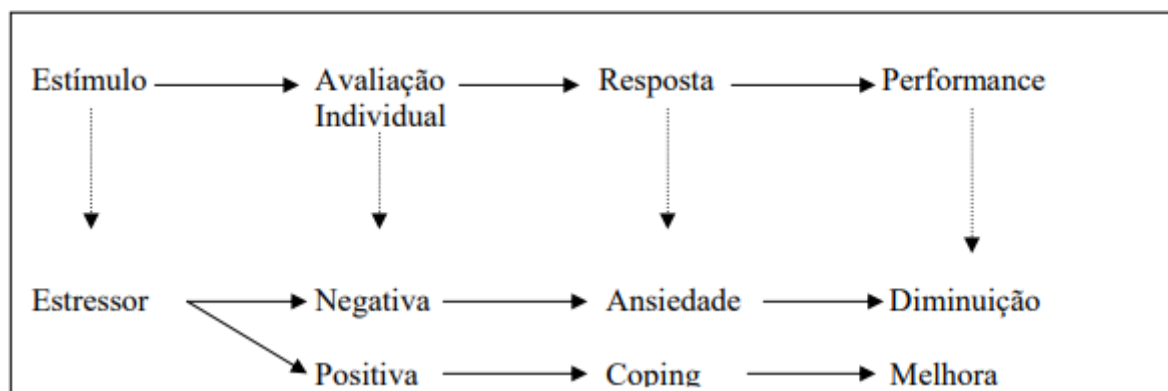 Estímulo Avaliação Resposta Performance
Individual
Estressor Negativa Ansiedade Diminuição
Positiva Coping Melhora